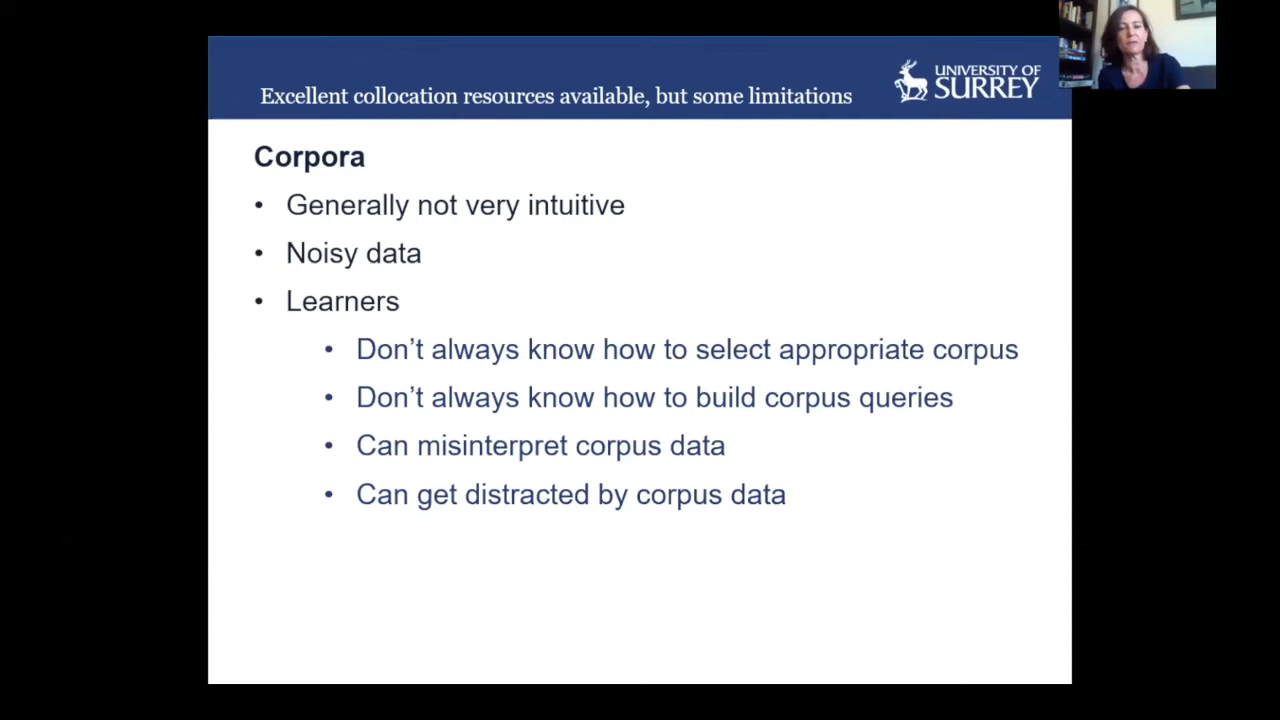 Excellent collocation resources available, but some limitations
UNIVERSITY OF
SURREY
Corpora
• Generally not very intuitive
• Noisy data
• Learners
• Don’t always know how to select appropriate corpus
• Don’t always know how to build corpus queries
• Can misinterpret corpus data
• Can get distracted by corpus data